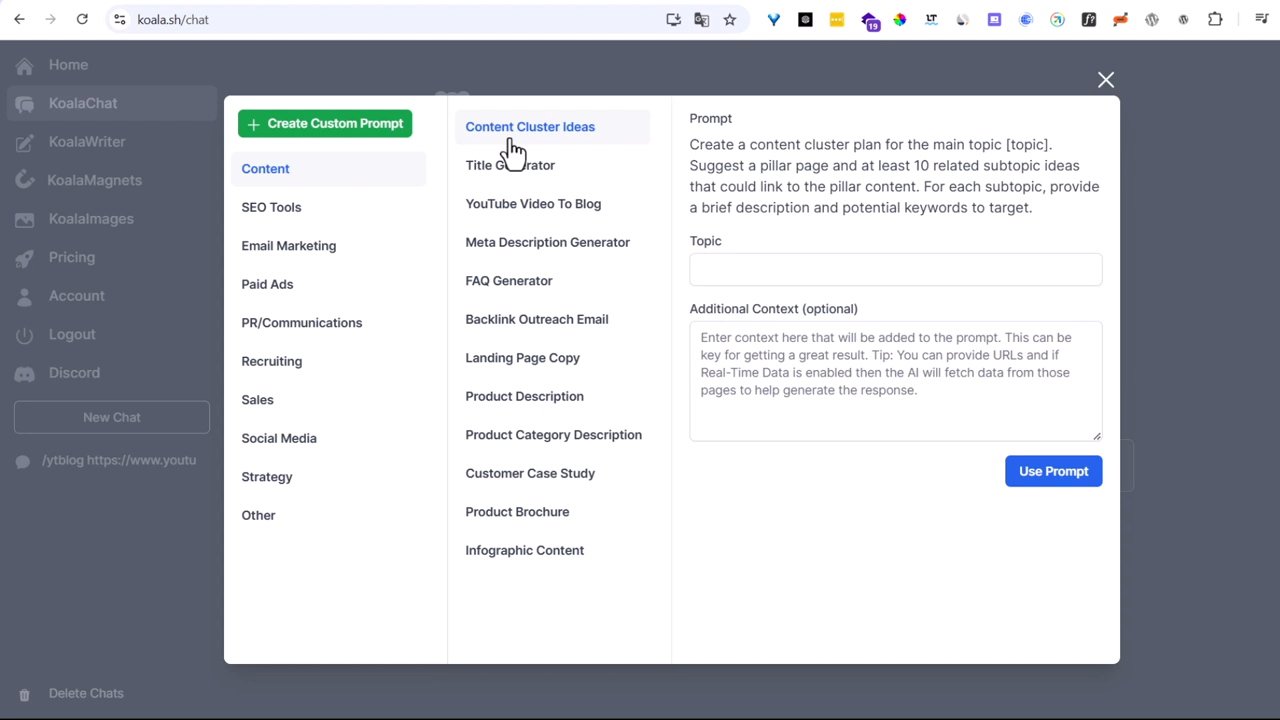 koala.sh/chat
19
Home
KoalaChat
KoalaWriter
KoalaMagnets
KoalaImages
Pricing
Account
Logout
Discord
New Chat
/ytblog https://www.youtu
Delete Chats
+ Create Custom Prompt
Content
SEO Tools
Email Marketing
Paid Ads
PR/Communications
Recruiting
Sales
Social Media
Strategy
Other
Content Cluster Ideas
Title Generator
YouTube Video To Blog
Meta Description Generator
FAQ Generator
Backlink Outreach Email
Landing Page Copy
Product Description
Product Category Description
Customer Case Study
Product Brochure
Infographic Content
Prompt
Create a content cluster plan for the main topic [topic].
Suggest a pillar page and at least 10 related subtopic ideas
that could link to the pillar content. For each subtopic, provide
a brief description and potential keywords to target.
Topic
Additional Context (optional)
Enter context here that will be added to the prompt. This can be
key for getting a great result. Tip: You can provide URLs and if
Real-Time Data is enabled then the AI will fetch data from those
pages to help generate the response.
Use Prompt